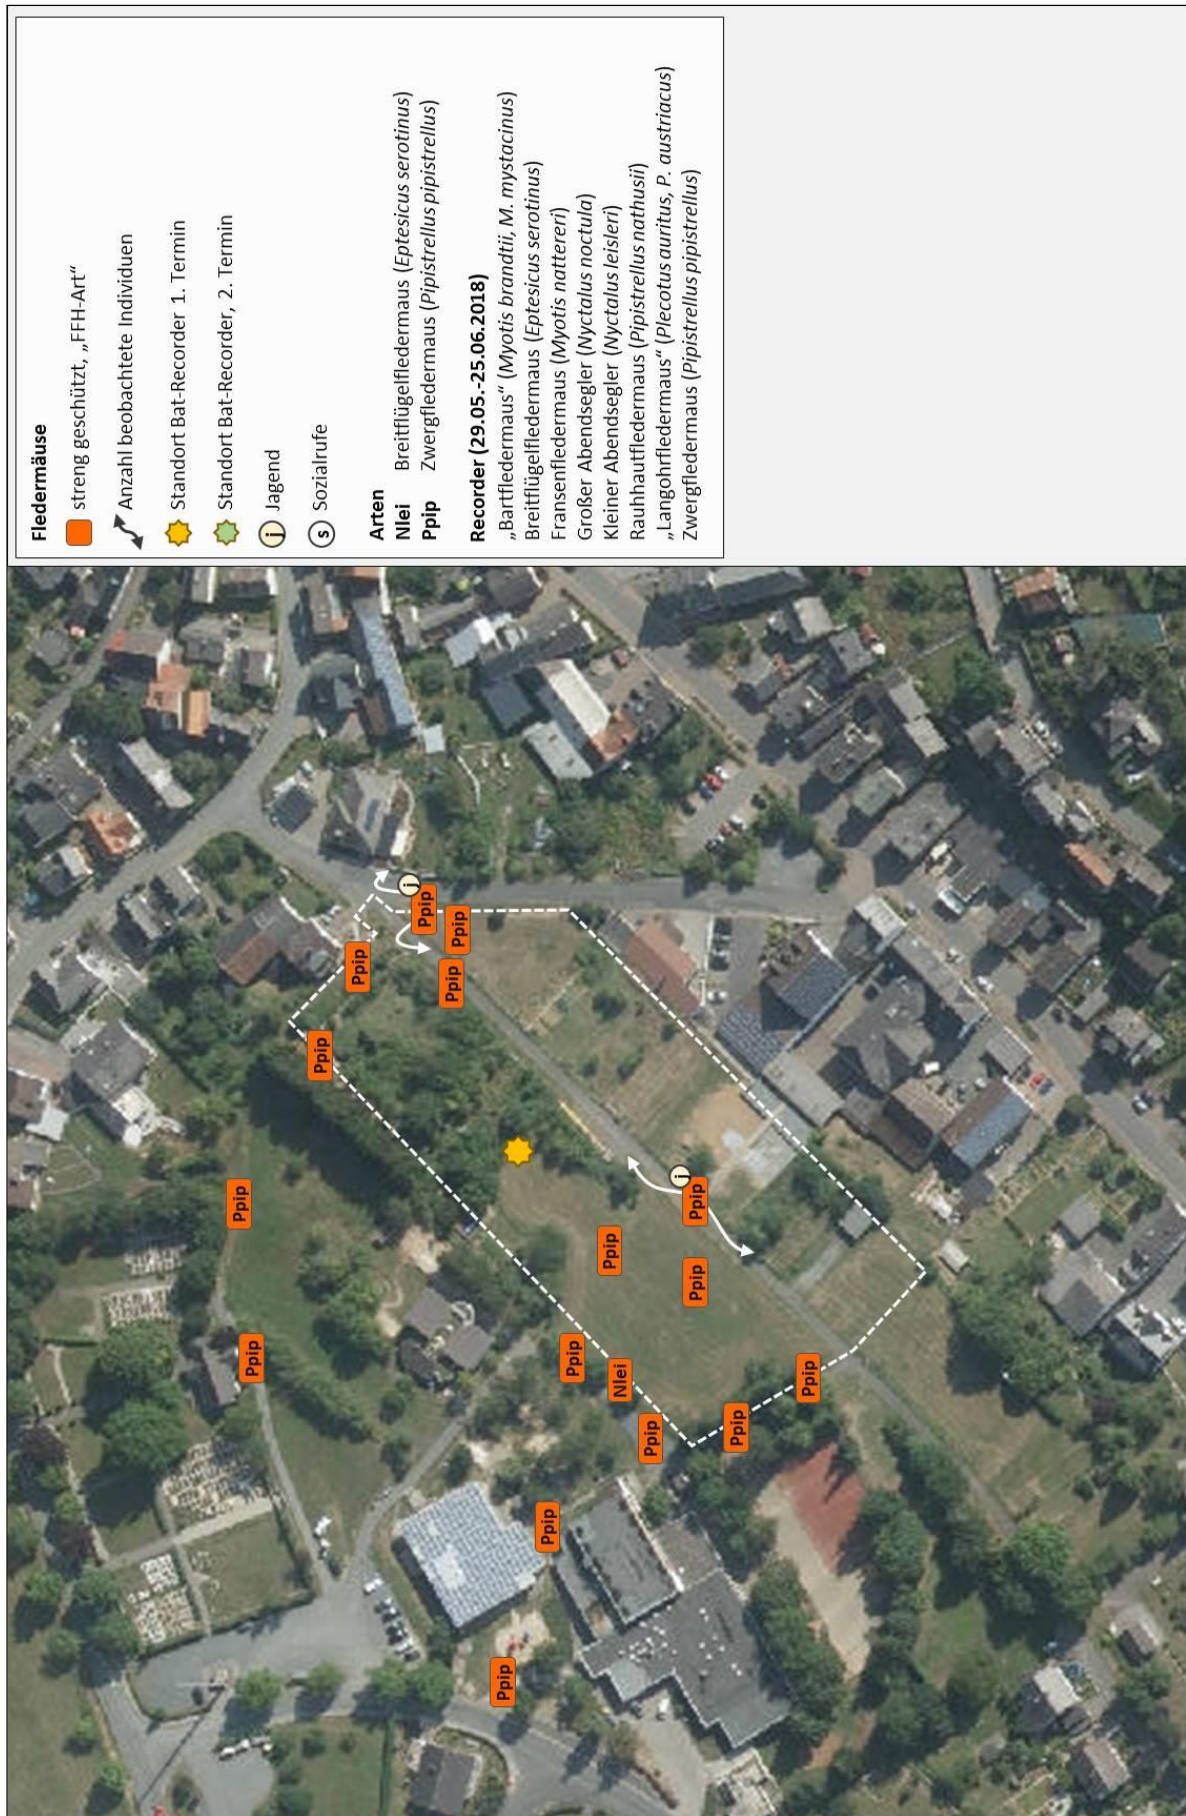 Fledermäuse
streng geschützt, „FFH-Art“
Anzahl beobachtete Individuen
Standort Bat-Recorder 1. Termin
Standort Bat-Recorder, 2. Termin
j Jagend
s Sozialrufe
Arten
Nlei Breitflügelfledermaus (Eptesicus serotinus)
Ppip Zwergfledermaus (Pipistrellus pipistrellus)
Recorder (29.05.-25.06.2018)
„Bartfledermaus“ (Myotis brandtii, M. mystacinus)
Breitflügelfledermaus (Eptesicus serotinus)
Fransenfledermaus (Myotis nattereri)
Großer Abendsegler (Nyctalus noctula)
Kleiner Abendsegler (Nyctalus leisleri)
Rauhhautfledermaus (Pipistrellus nathusii)
„Langohrfledermaus“ (Plecotus auritus, P. austriacus)
Zwergfledermaus (Pipistrellus pipistrellus)
Ppip
Ppip
Ppip
Ppip
j
Ppip
Ppip
Ppip
Ppip
Ppip
Ppip
Nlei
Ppip
Ppip
Ppip
j
Ppip
Ppip
Ppip